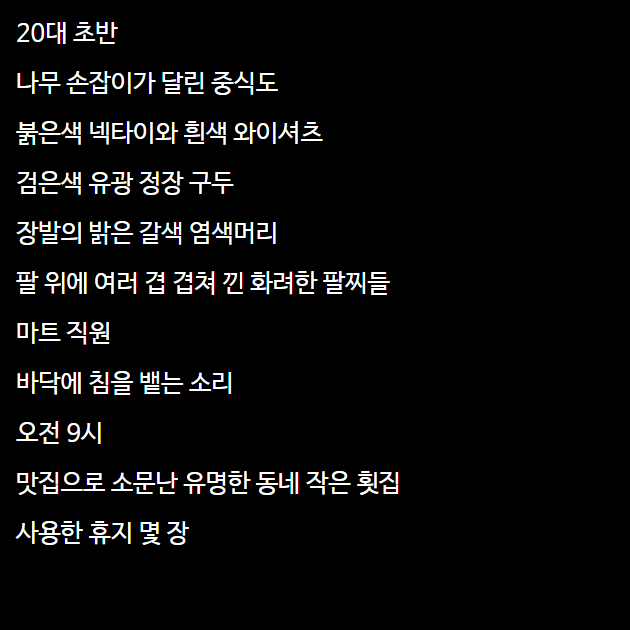 20대 초반
나무 손잡이가 달린 중식도
붉은색 넥타이와 흰색 와이셔츠
검은색 유광 정장 구두
장발의 밝은 갈색 염색머리
팔 위에 여러 겹 겹쳐 낀 화려한 팔찌들
마트 직원
바닥에 침을 뱉는 소리
오전 9시
맛집으로 소문난 유명한 동네 작은 횟집
사용한 휴지 몇 장